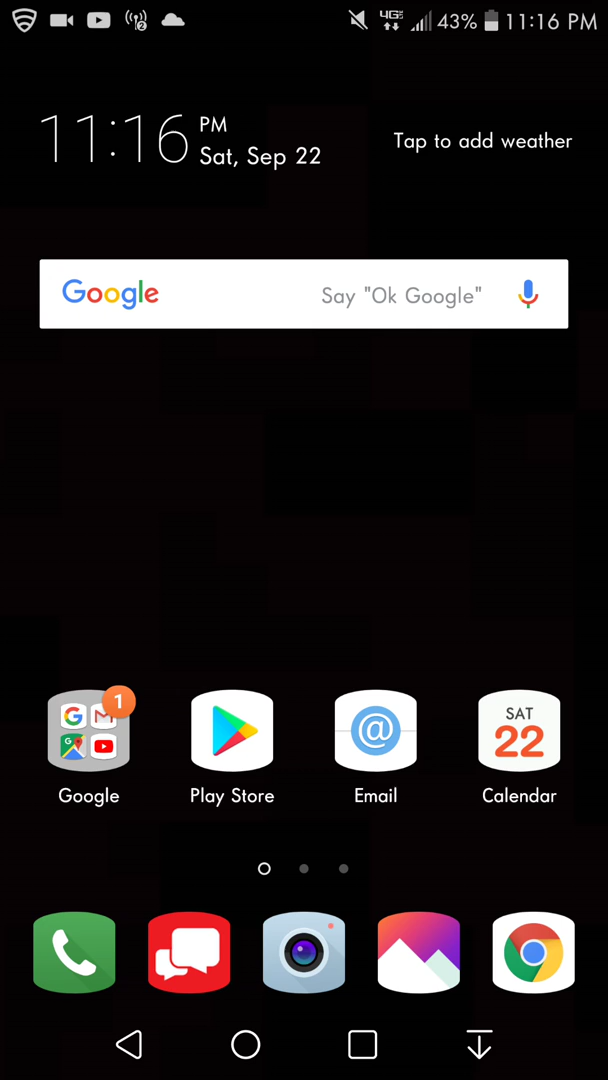 4G 43% 11:16 PM
11:16 PM
Sat, Sep 22
Tap to add weather
Google Say "Ok Google"
1
SAT
22
Google Play Store Email Calendar